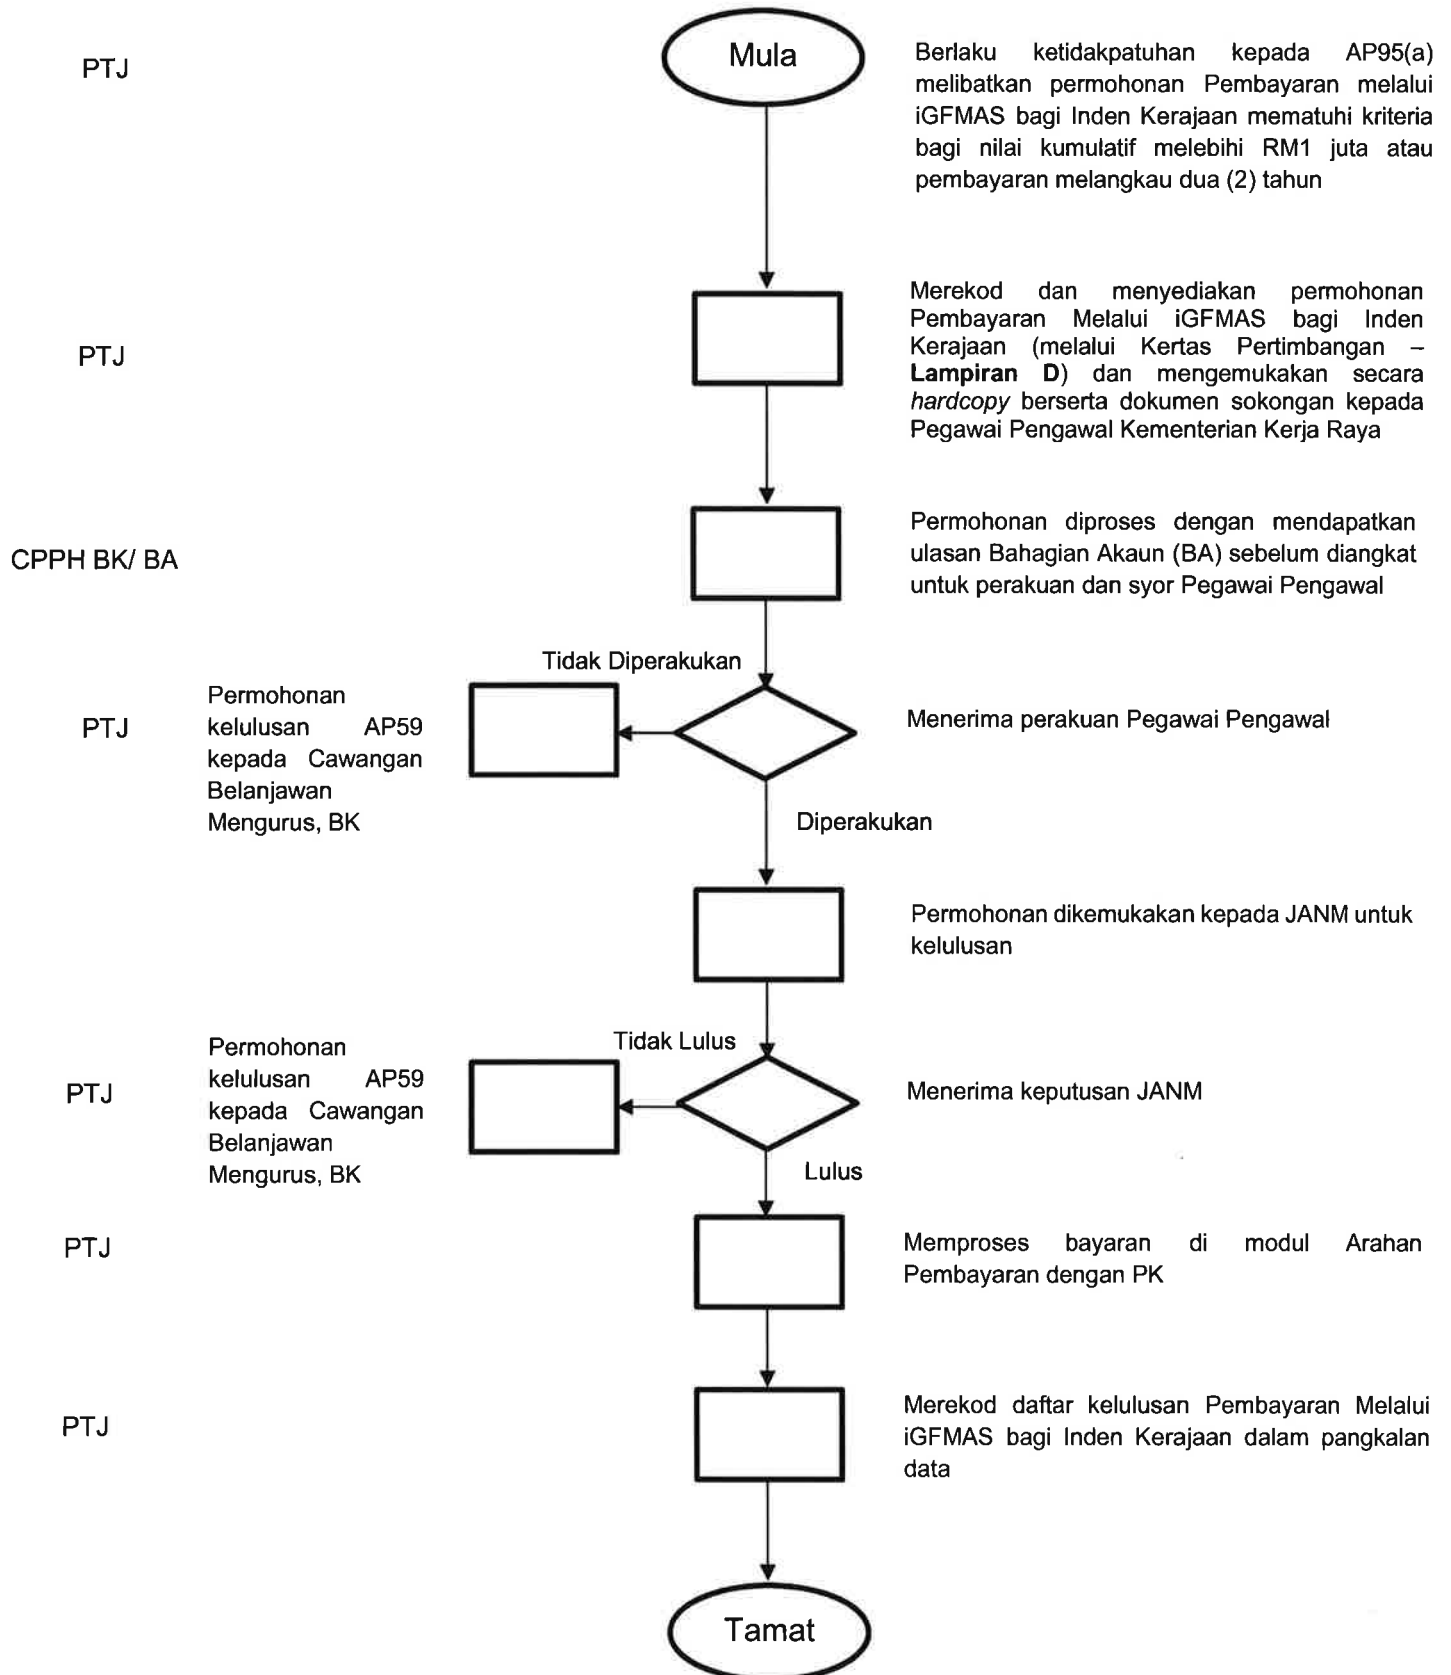 PTJ
Mula
Berlaku ketidakpatuhan kepada AP95(a)
melibatkan permohonan Pembayaran melalui
iGFMAS bagi Inden Kerajaan mematuhi kriteria
bagi nilai kumulatif melebihi RM1 juta atau
pembayaran melangkau dua (2) tahun
PTJ
Merekod dan menyediakan permohonan
Pembayaran Melalui iGFMAS bagi Inden
Kerajaan (melalui Kertas Pertimbangan –
Lampiran D) dan mengemukakan secara
hardcopy berserta dokumen sokongan kepada
Pegawai Pengawal Kementerian Kerja Raya
CPPH BK/ BA
Permohonan diproses dengan mendapatkan
ulasan Bahagian Akaun (BA) sebelum diangkat
untuk perakuan dan syor Pegawai Pengawal
PTJ
Permohonan
kelulusan AP59
kepada Cawangan
Belanjawan
Mengurus, BK
Tidak Diperakukan
Menerima perakuan Pegawai Pengawal
Diperakukan
Permohonan dikemukakan kepada JANM untuk
kelulusan
PTJ
Permohonan
kelulusan AP59
kepada Cawangan
Belanjawan
Mengurus, BK
Tidak Lulus
Menerima keputusan JANM
Lulus
PTJ
Memproses bayaran di modul Arahan
Pembayaran dengan PK
PTJ
Merekod daftar kelulusan Pembayaran Melalui
iGFMAS bagi Inden Kerajaan dalam pangkalan
data
Tamat